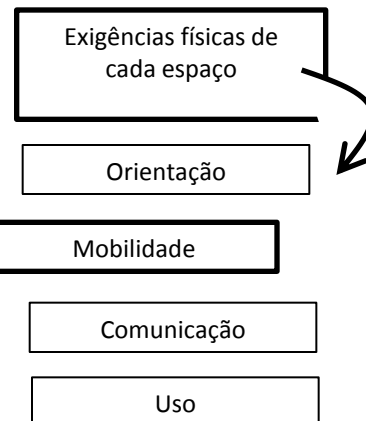 Exigências físicas de
cada espaço
Orientação
Mobilidade
Comunicação
Uso